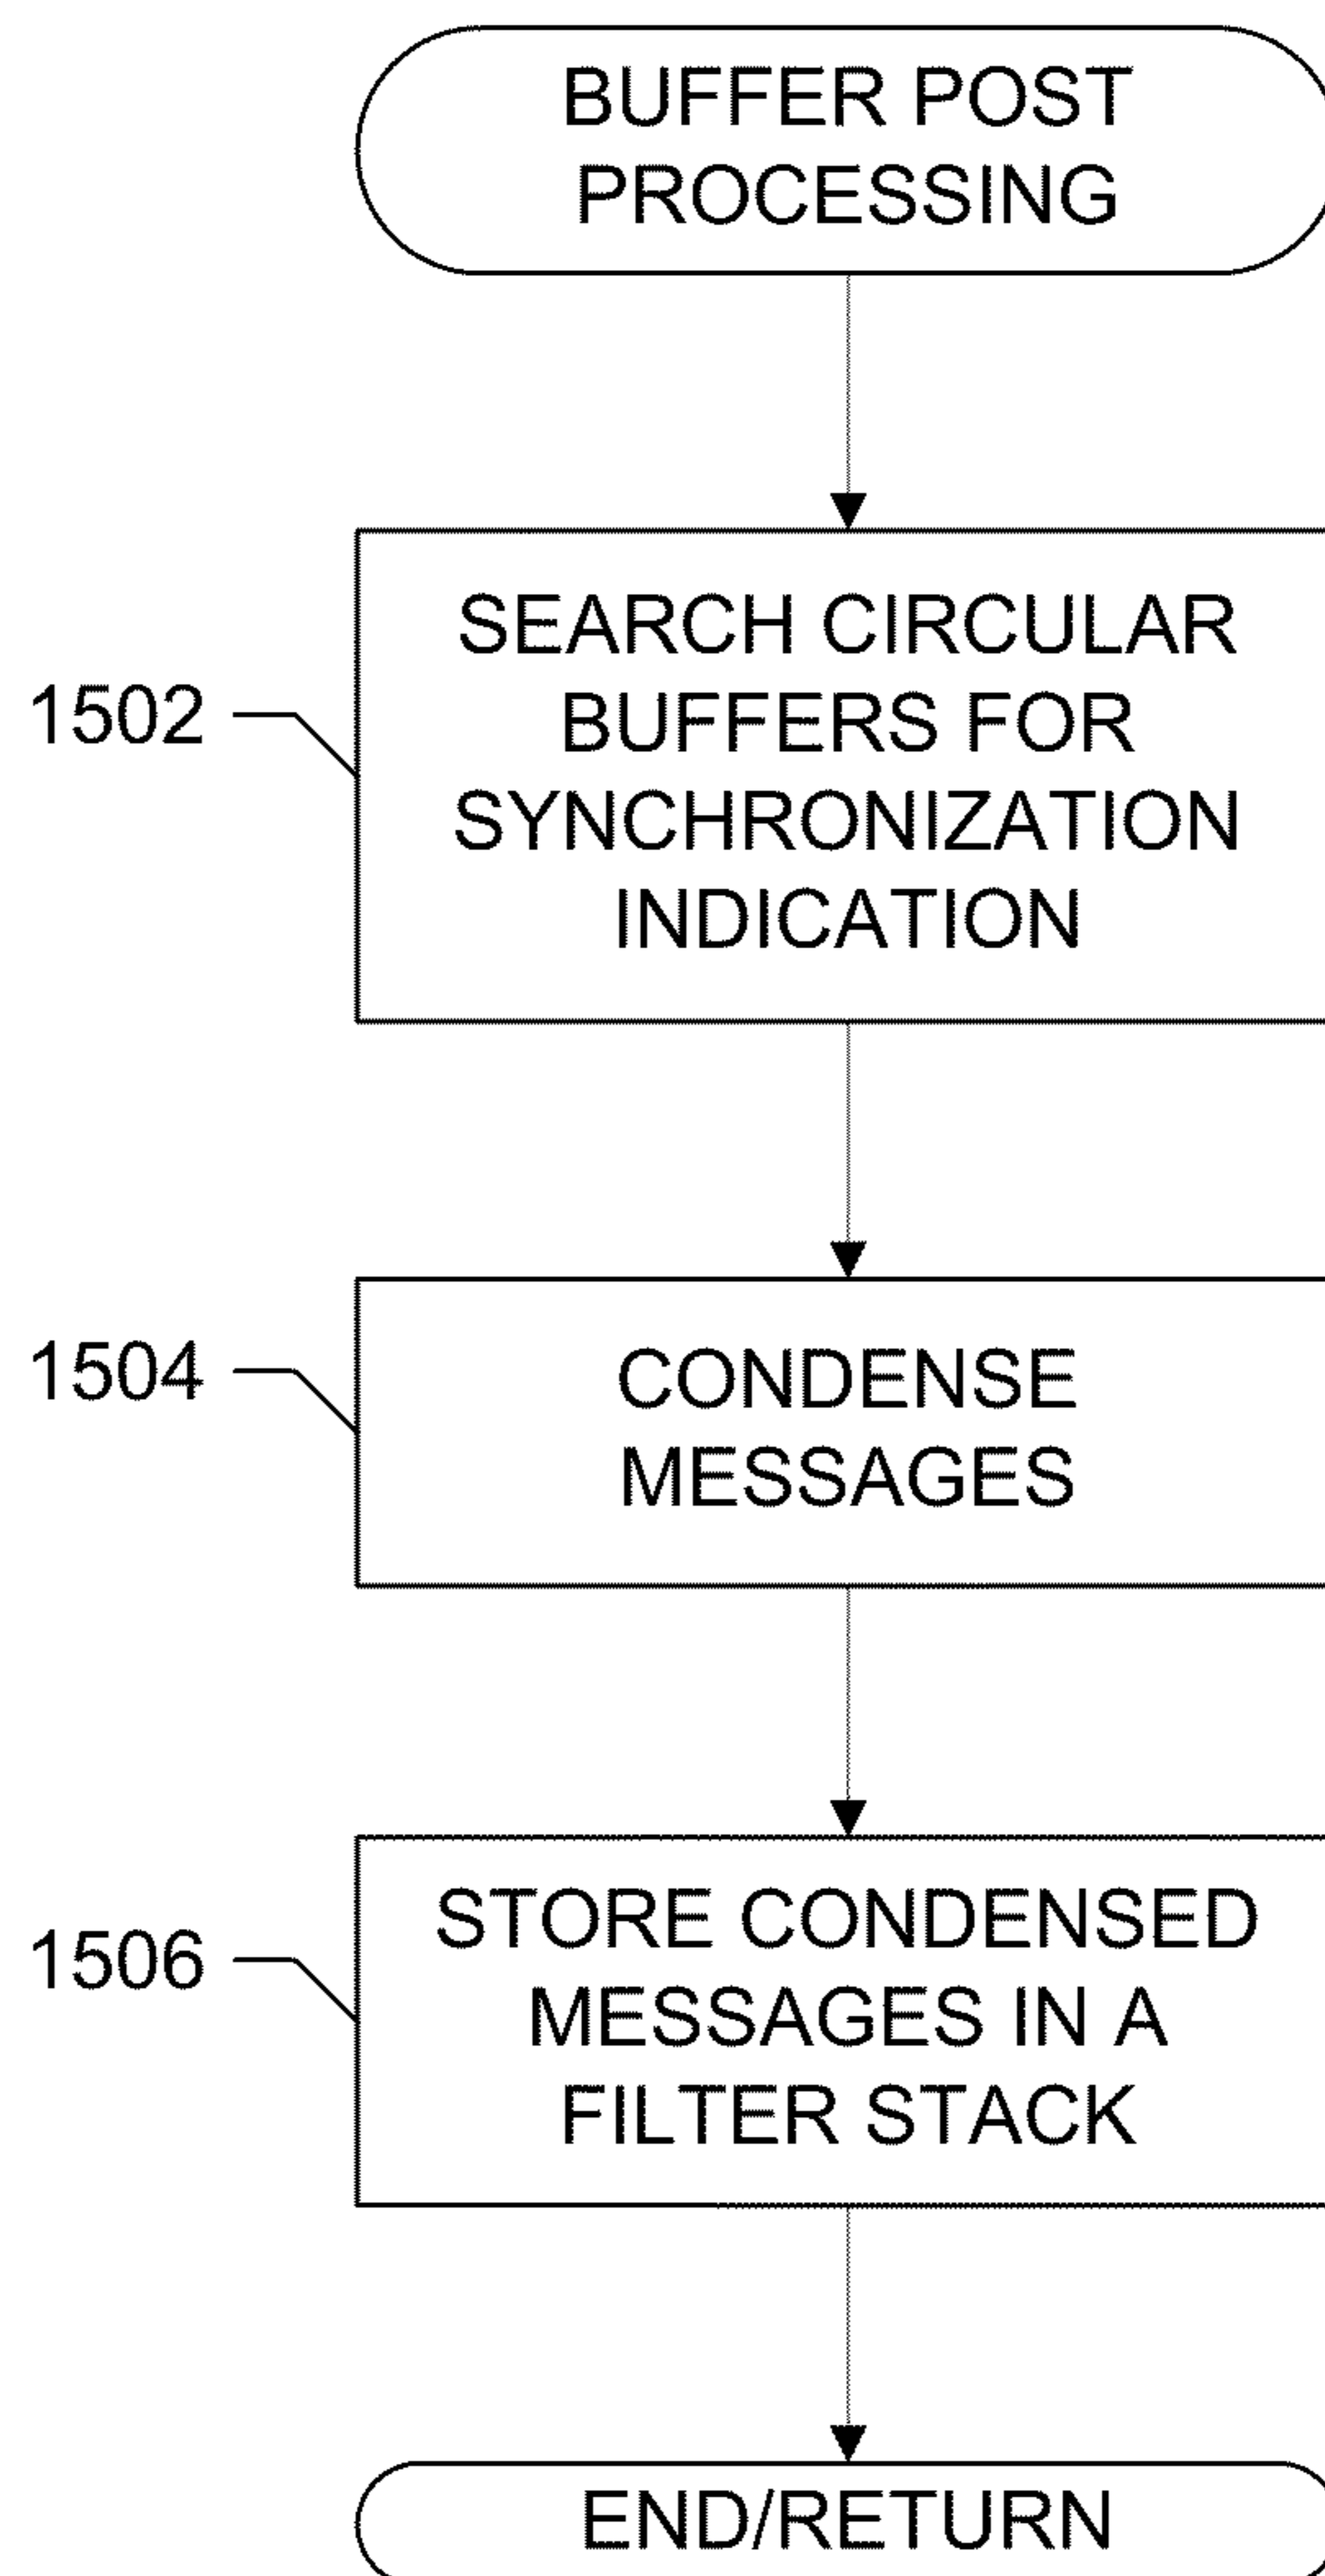 BUFFER POST
PROCESSING
1502
SEARCH CIRCULAR
BUFFERS FOR
SYNCHRONIZATION
INDICATION
1504
CONDENSE
MESSAGES
1506
STORE CONDENSED
MESSAGES IN A
FILTER STACK
END/RETURN